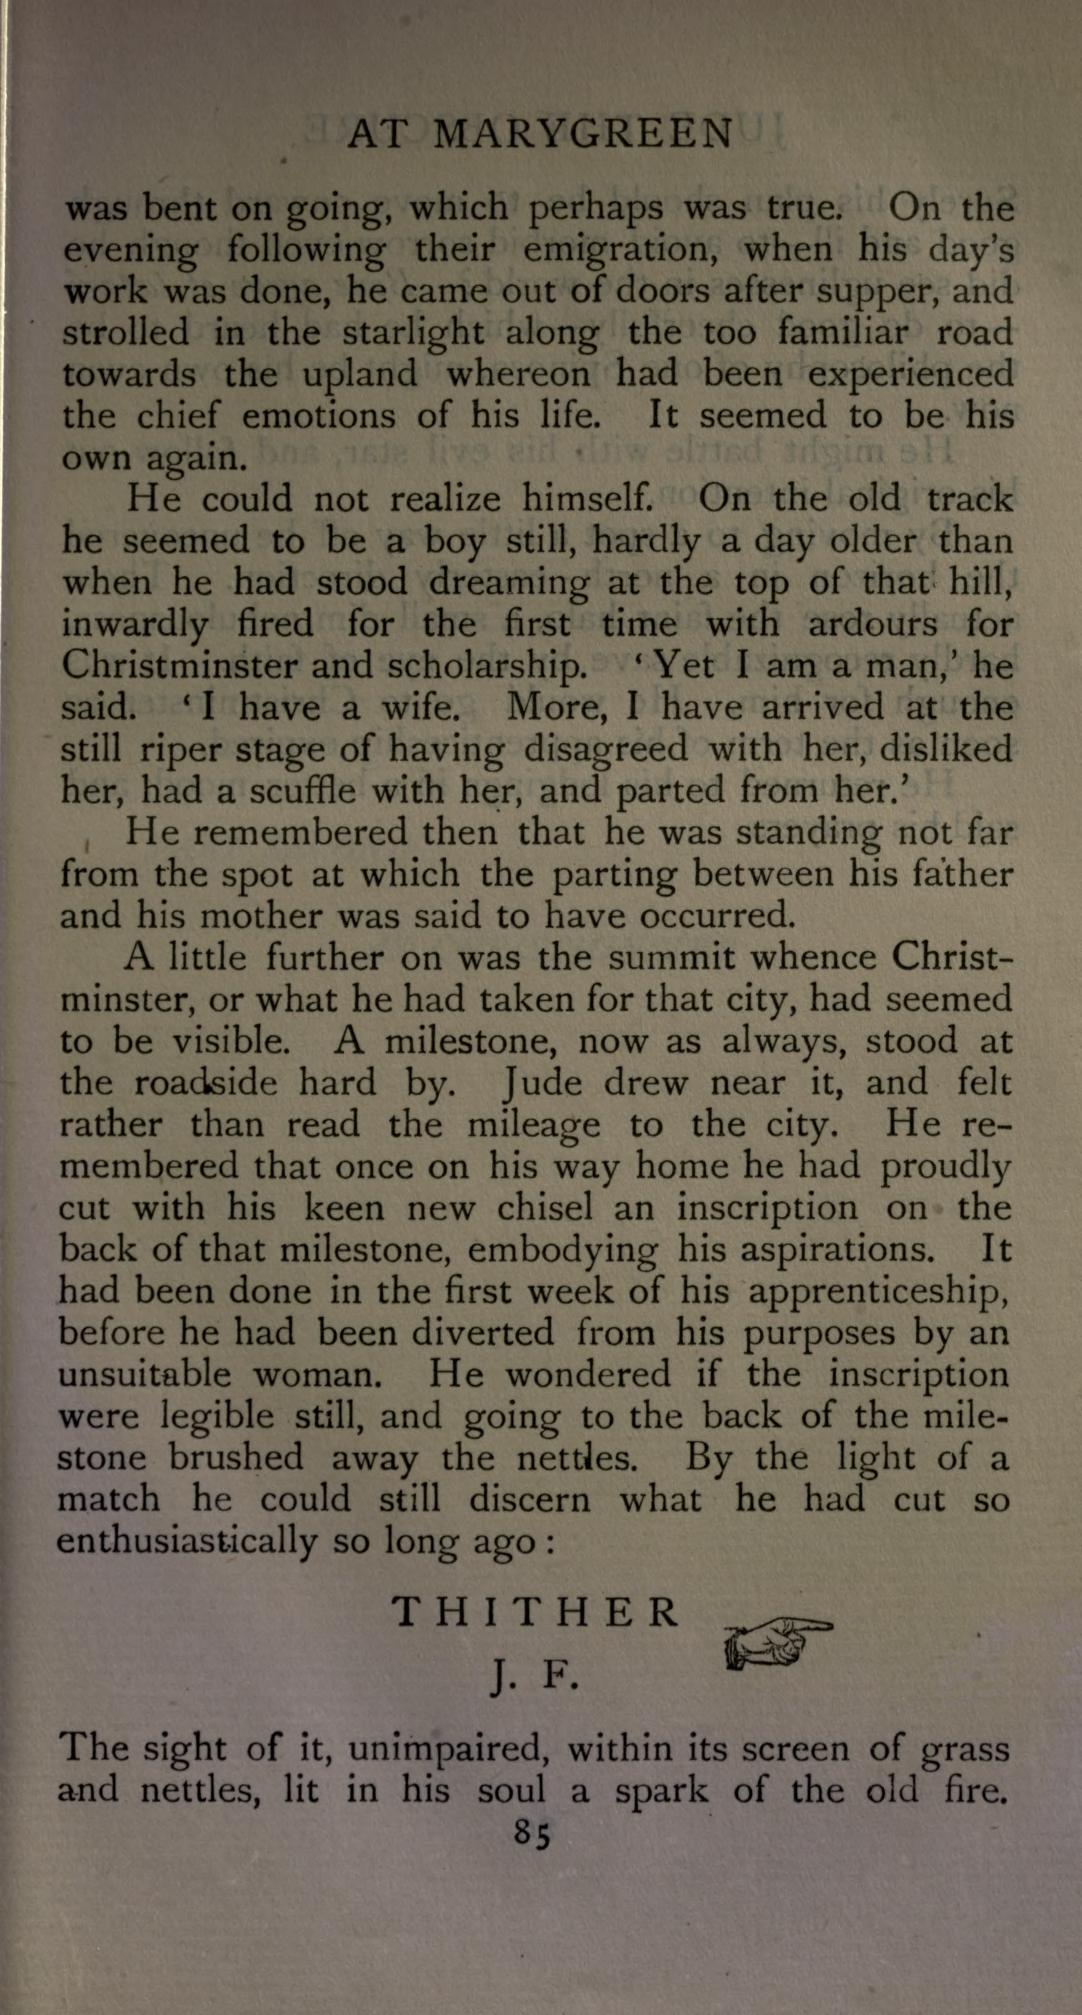 AT MARYGREEN
was bent on going, which perhaps was true. On the
evening following their emigration, when his day's
work was done, he came out of doors after supper, and
strolled in the starlight along the too familiar road
towards the upland whereon had been experienced
the chief emotions of his life. It seemed to be his
own again.
He could not realize himself. On the old track
he seemed to be a boy still, hardly a day older than
when he had stood dreaming at the top of that hill,
inwardly fired for the first time with ardours for
Christminster and scholarship. ‘Yet I am a man,’ he
said. ‘I have a wife. More, I have arrived at the
still riper stage of having disagreed with her, disliked
her, had a scuffle with her, and parted from her.’
He remembered then that he was standing not far
from the spot at which the parting between his father
and his mother was said to have occurred.
A little further on was the summit whence Christ-
minster, or what he had taken for that city, had seemed
to be visible. A milestone, now as always, stood at
the roadside hard by. Jude drew near it, and felt
rather than read the mileage to the city. He re-
membered that once on his way home he had proudly
cut with his keen new chisel an inscription on the
back of that milestone, embodying his aspirations. It
had been done in the first week of his apprenticeship,
before he had been diverted from his purposes by an
unsuitable woman. He wondered if the inscription
were legible still, and going to the back of the mile-
stone brushed away the nettles. By the light of a
match he could still discern what he had cut so
enthusiastically so long ago :
THITHER
J. F.
The sight of it, unimpaired, within its screen of grass
and nettles, lit in his soul a spark of the old fire.
85